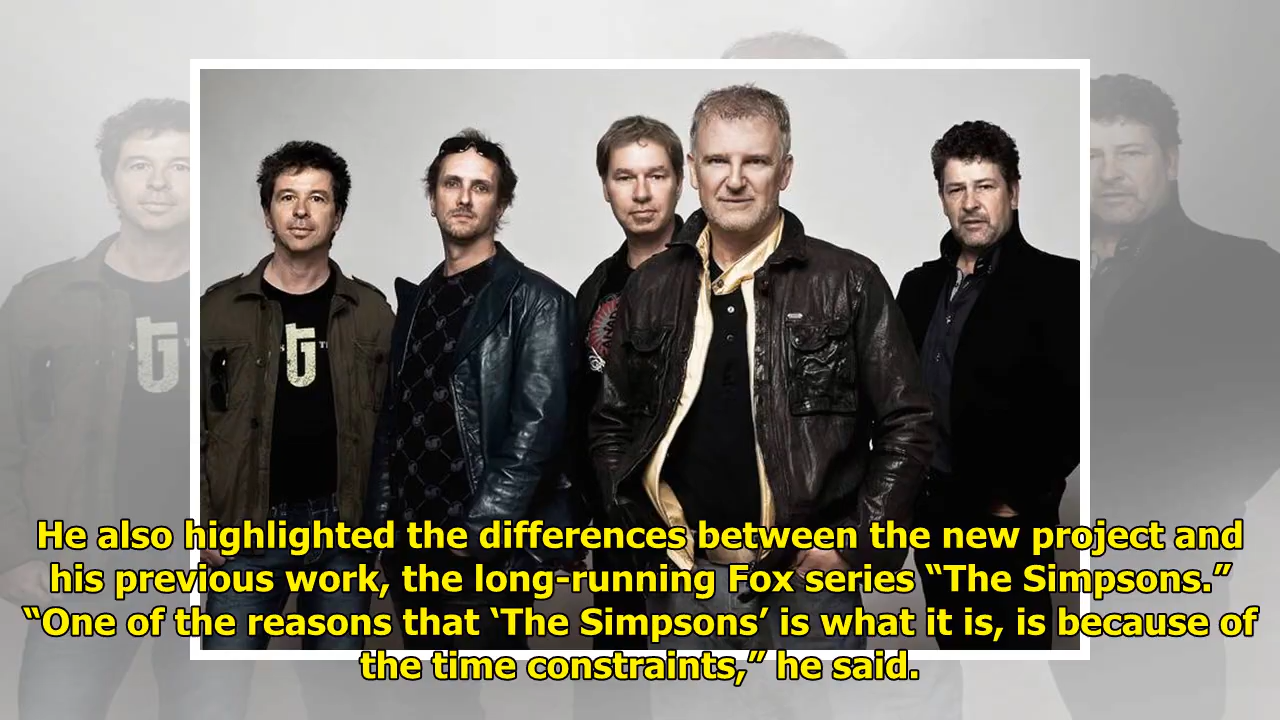 He also highlighted the differences between the new project and
his previous work, the long-running Fox series “The Simpsons.”
“One of the reasons that ‘The Simpsons’ is what it is, is because of
the time constraints,” he said.